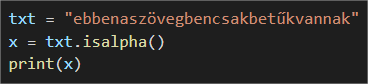 txt = "ebbenaszövegbencsakbetűkvannak"
x = txt.isalpha()
print(x)